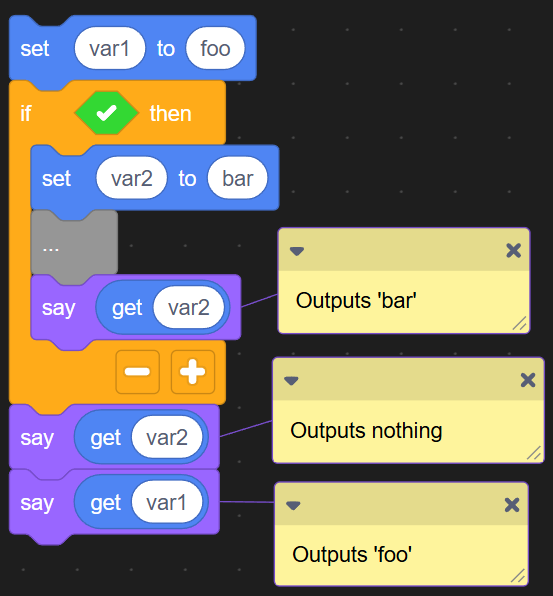 set var1 to foo
if then
set var2 to bar
...
say get var2
Outputs 'bar'
say get var2
Outputs nothing
say get var1
Outputs 'foo'